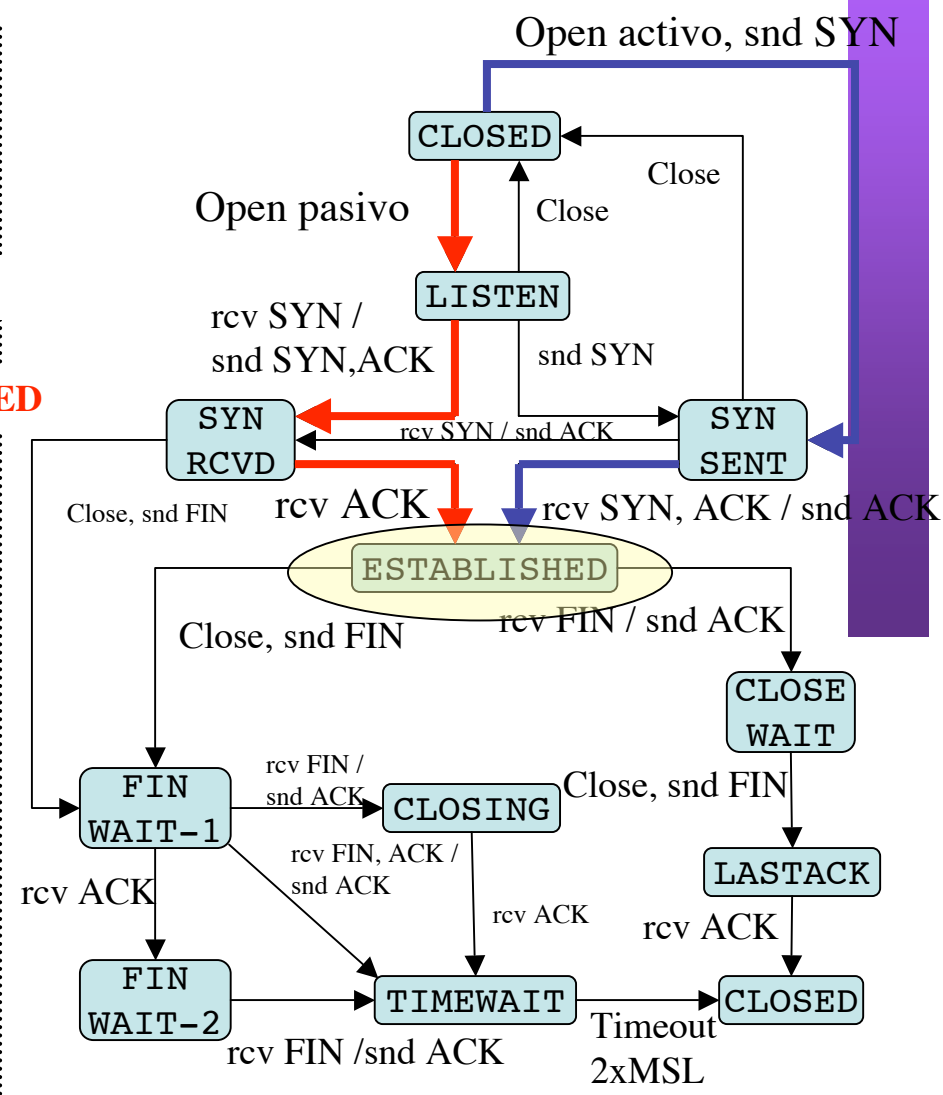 Open activo, snd SYN
CLOSED
Close
Open pasivo
Close
LISTEN
rcv SYN /
snd SYN,ACK
snd SYN
ED
SYN
RCVD
rcv SYN / snd ACK
SYN
SENT
Close, snd FIN
rcv ACK
rcv SYN, ACK / snd ACK
ESTABLISHED
Close, snd FIN
rcv FIN / snd ACK
CLOSE
WAIT
FIN
WAIT-1
rcv FIN /
snd ACK
CLOSING
Close, snd FIN
rcv FIN, ACK /
snd ACK
LASTACK
rcv ACK
rcv ACK
rcv ACK
FIN
WAIT-2
TIMEWAIT
CLOSED
rcv FIN /snd ACK
Timeout
2xMSL